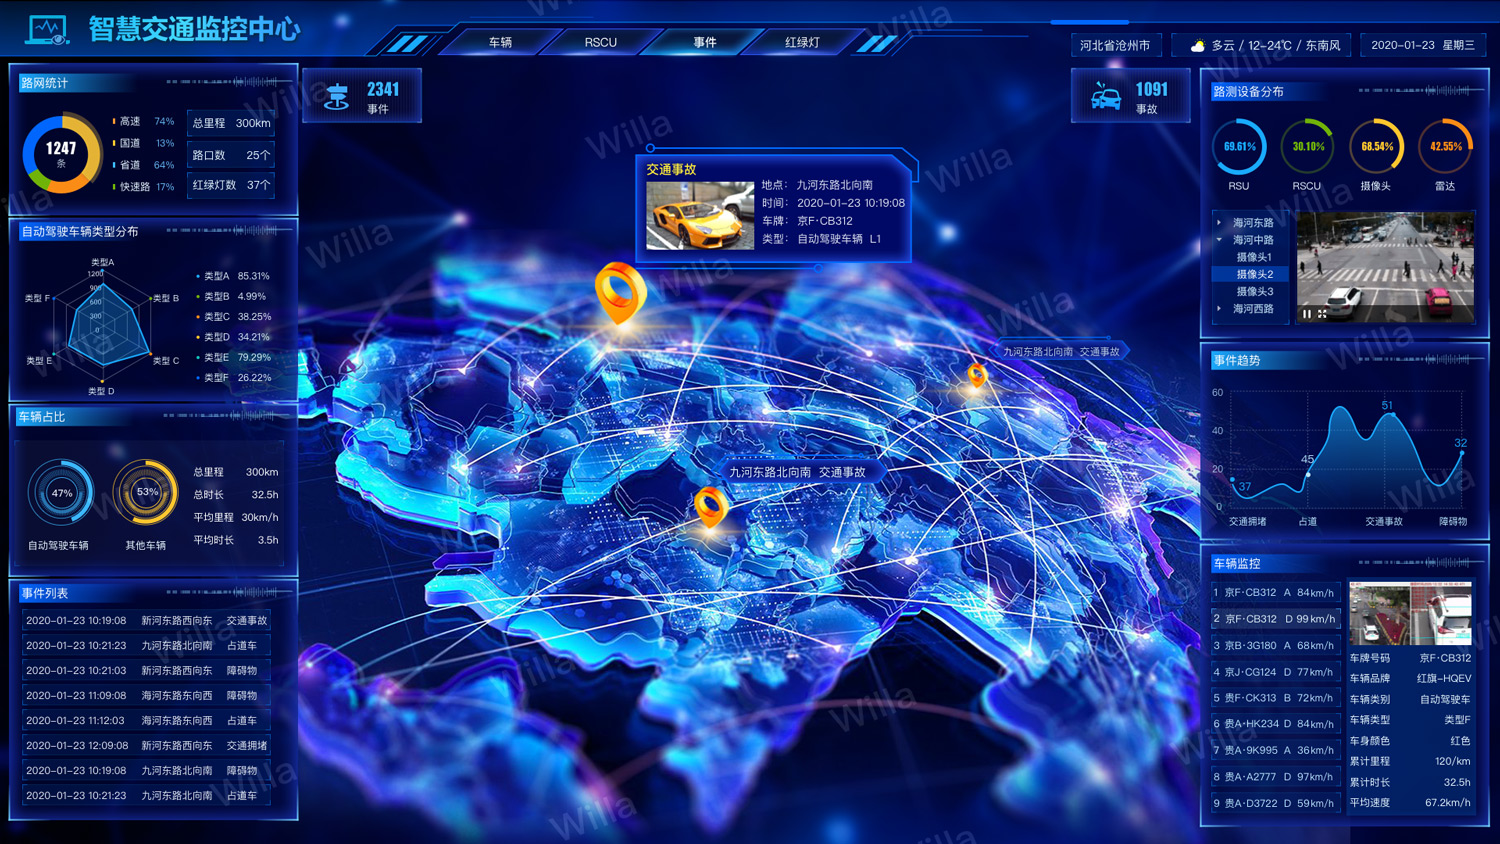 智慧交通监控中心
车辆
RSCU
事件
红绿灯
河北省沧州市
多云 / 12-24℃ / 东南风
2020-01-23 星期三
路网统计
1247
条
高速 74%
国道 13%
省道 64%
快速路 17%
总里程 300km
路口数 25个
红绿灯数 37个
2341
事件
1091
事故
交通事故
地点： 九河东路北向南
时间： 2020-01-23 10:19:08
车牌： 京F·CB312
类型： 自动驾驶车辆 L1
九河东路北向南 交通事故
九河东路北向南 交通事故
自动驾驶车辆类型分布
类型A
1200
900
600
300
0
类型 F
类型 B
类型 E
类型 C
类型 D
类型A 85.31%
类型B 4.99%
类型C 38.25%
类型D 34.21%
类型E 79.29%
类型F 26.22%
车辆占比
47%
53%
自动驾驶车辆
其他车辆
总里程 300km
总时长 32.5h
平均里程 30km/h
平均时长 3.5h
事件列表
2020-01-23 10:19:08 新河东路西向东 交通事故
2020-01-23 10:21:23 九河东路北向南 占道车
2020-01-23 10:21:03 新河东路西向东 障碍物
2020-01-23 11:09:08 海河东路东向西 障碍物
2020-01-23 11:12:03 海河东路东向西 占道车
2020-01-23 12:09:08 新河东路西向东 交通拥堵
2020-01-23 10:19:08 九河东路北向南 障碍物
2020-01-23 10:21:23 九河东路北向南 占道车
路测设备分布
69.61%
30.10%
68.54%
42.55%
RSU
RSCU
摄像头
雷达
海河东路
海河中路
摄像头1
摄像头2
摄像头3
海河西路
事件趋势
60
40
20
0
37
45
51
32
交通拥堵
占道
交通事故
障碍物
车辆监控
1 京F·CB312 A 84km/h
2 京F·CB312 D 99km/h
3 京B·3G180 A 68km/h
4 京J·CG124 D 77km/h
5 贵F·CK313 B 72km/h
6 贵A·HK234 D 84km/h
7 贵A·9K995 A 36km/h
8 贵A·A2777 D 97km/h
9 贵A·D3722 D 59km/h
车牌号码 京F·CB312
车辆品牌 红旗-HQEV
车辆类别 自动驾驶车
车辆类型 类型F
车身颜色 红色
累计里程 120/km
累计时长 32.5h
平均速度 67.2km/h
Willa